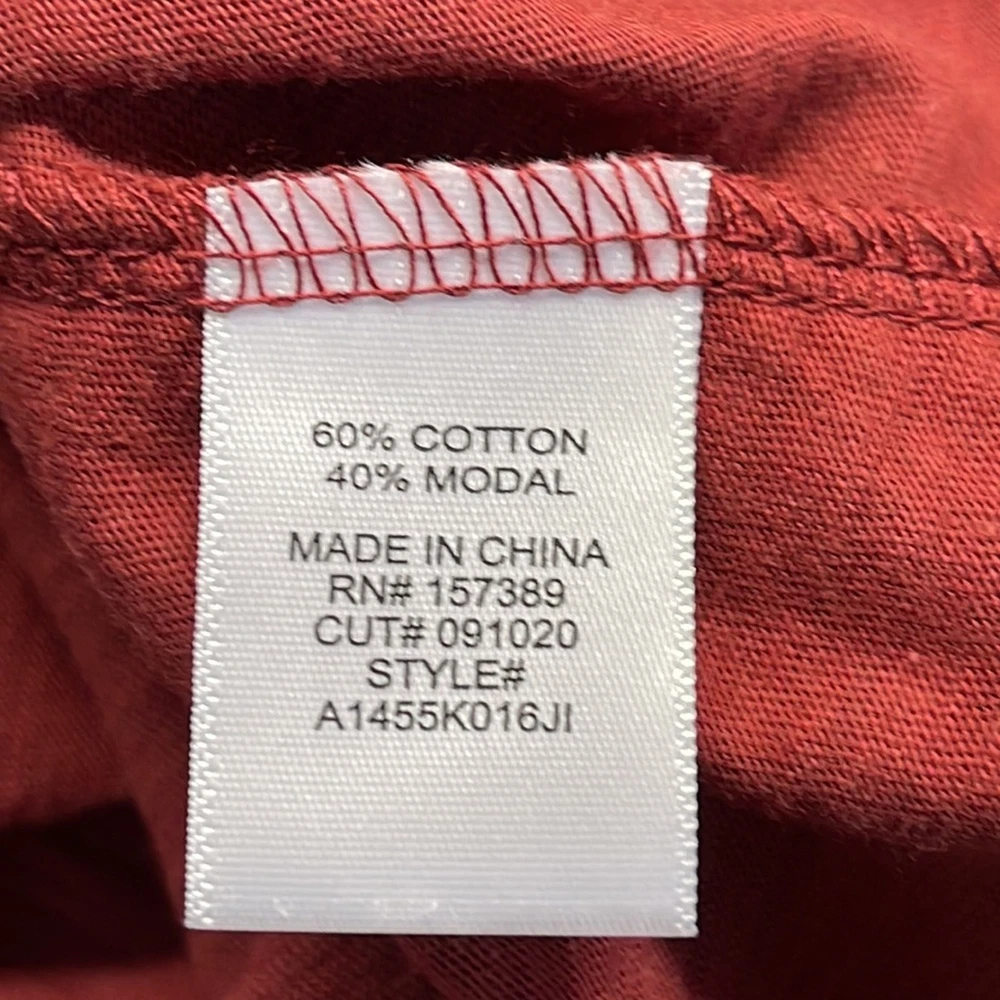 60% COTTON
40% MODAL
MADE IN CHINA
RN# 157389
CUT# 091020
STYLE#
A1455K016JI